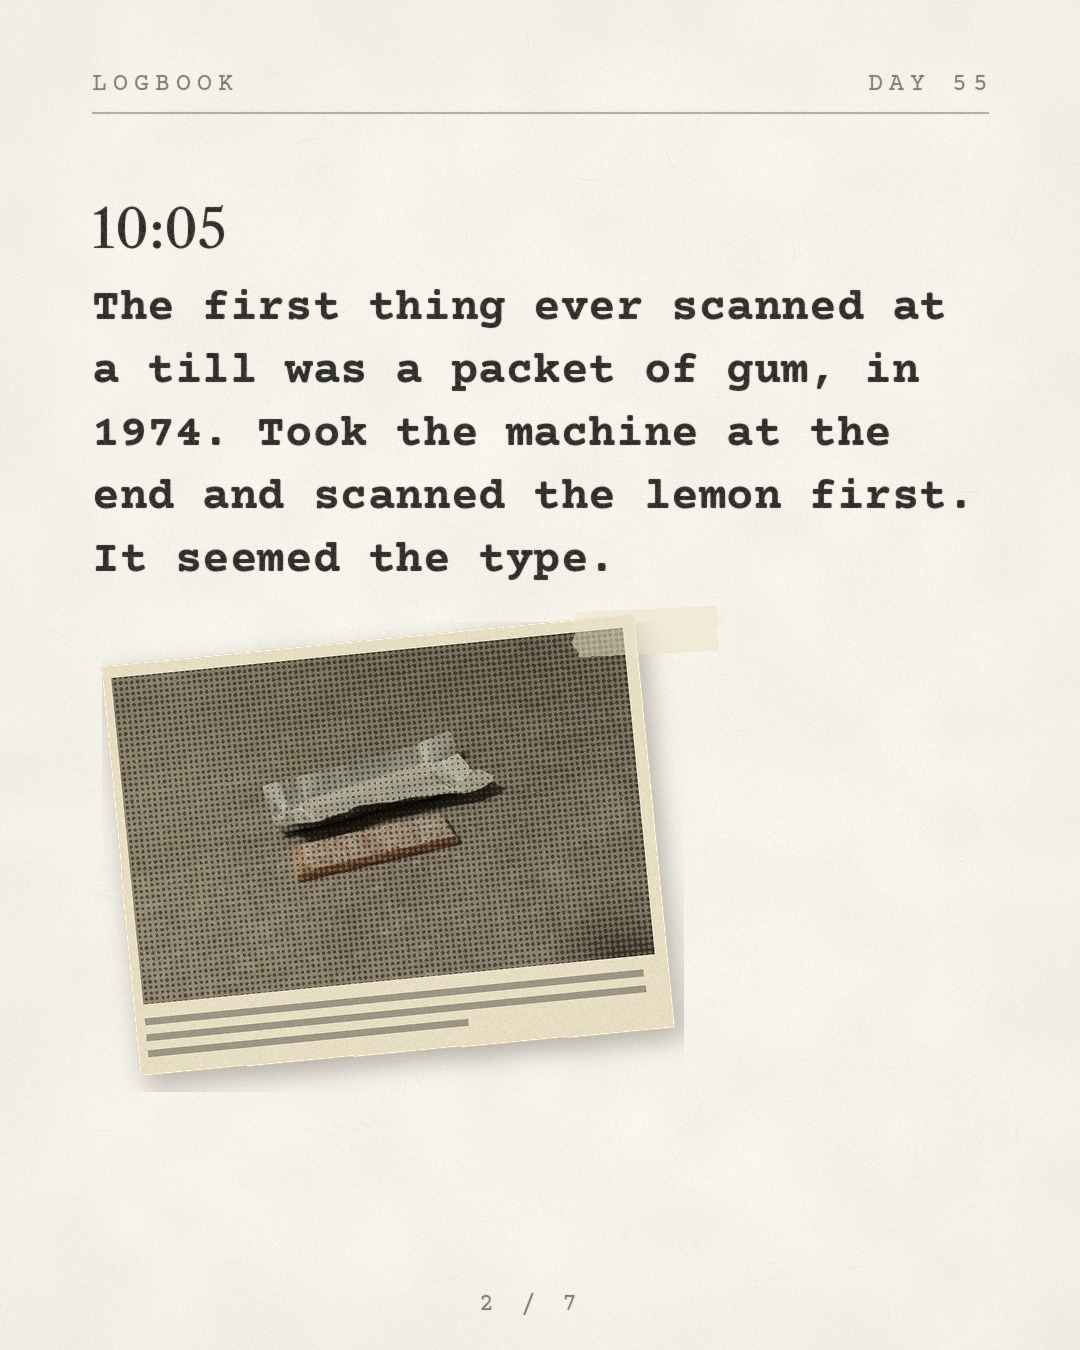 LOGBOOK DAY 55
10:05
The first thing ever scanned at
a till was a packet of gum, in
1974. Took the machine at the
end and scanned the lemon first.
It seemed the type.
2 / 7